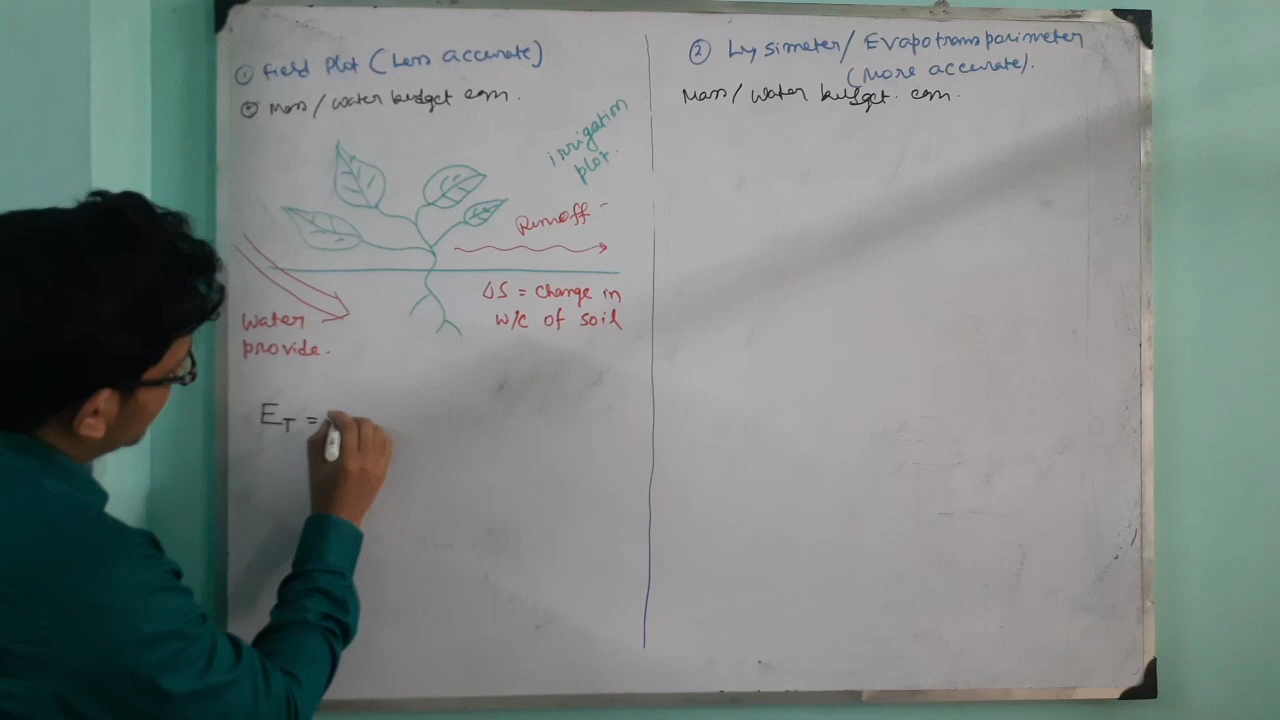 ① Field Plot (Less accurate)
② Mass/water budget eqn.
irrigation
plot.
Runoff
ΔS = change in
w/c of soil
Water
provide.
E_T =
② Lysimeter/Evapotransparimeter
(More accurate).
Mass/water budget. eqn.